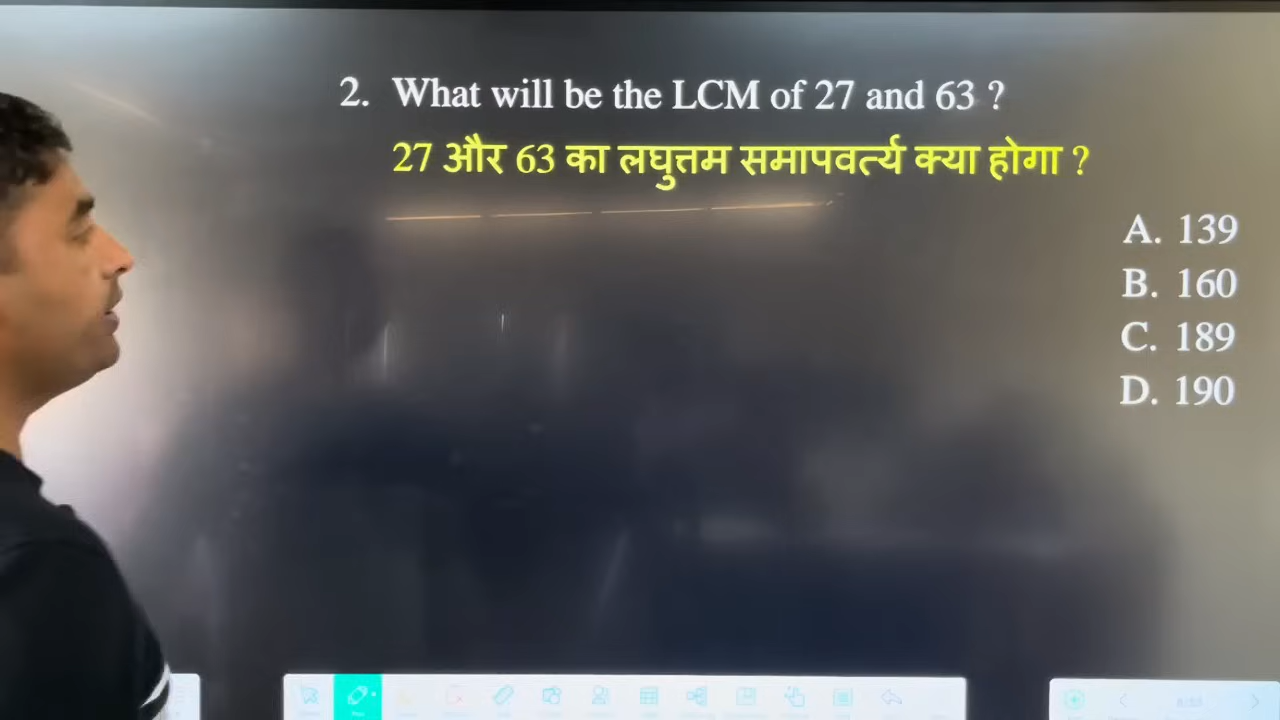 2. What will be the LCM of 27 and 63 ?
27 और 63 का लघुत्तम समापवर्त्य क्या होगा ?
A. 139
B. 160
C. 189
D. 190